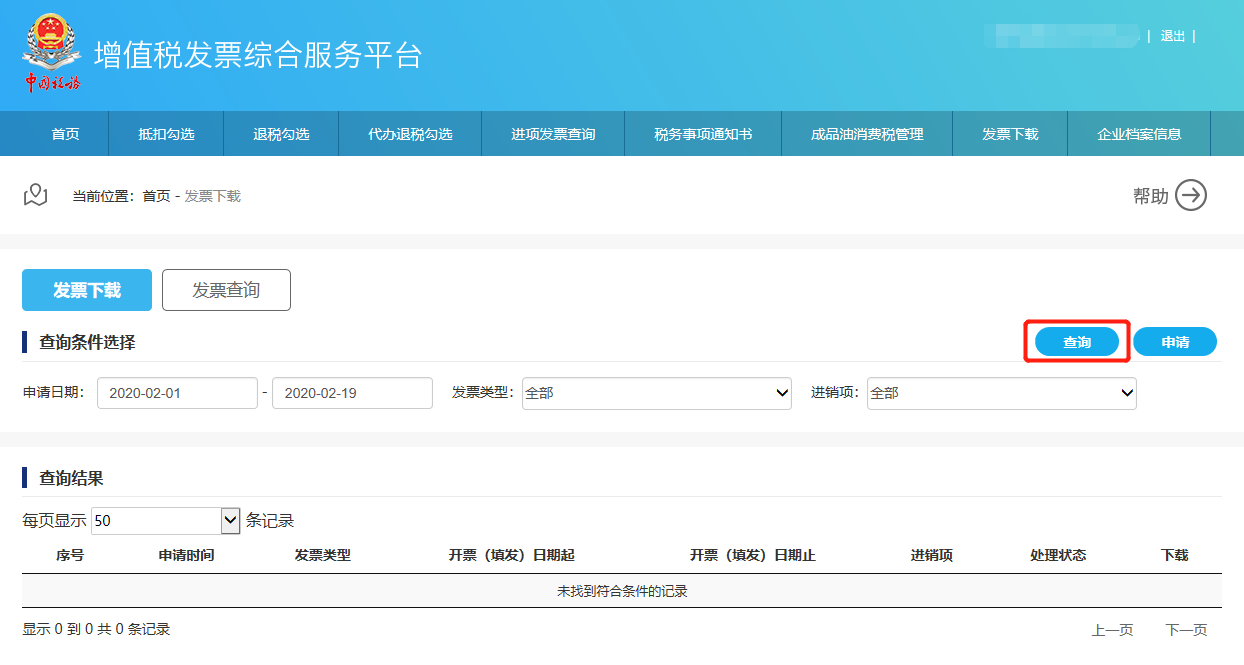 中国税务
增值税发票综合服务平台
| 退出 |
首页 抵扣勾选 退税勾选 代办退税勾选 进项发票查询 税务事项通知书 成品油消费税管理 发票下载 企业档案信息
当前位置：首页 - 发票下载
帮助
发票下载 发票查询
查询条件选择
查询 申请
申请日期： 2020-02-01 - 2020-02-19 发票类型： 全部 进销项： 全部
查询结果
每页显示 50 条记录
序号 申请时间 发票类型 开票（填发）日期起 开票（填发）日期止 进销项 处理状态 下载
未找到符合条件的记录
显示 0 到 0 共 0 条记录
上一页 下一页